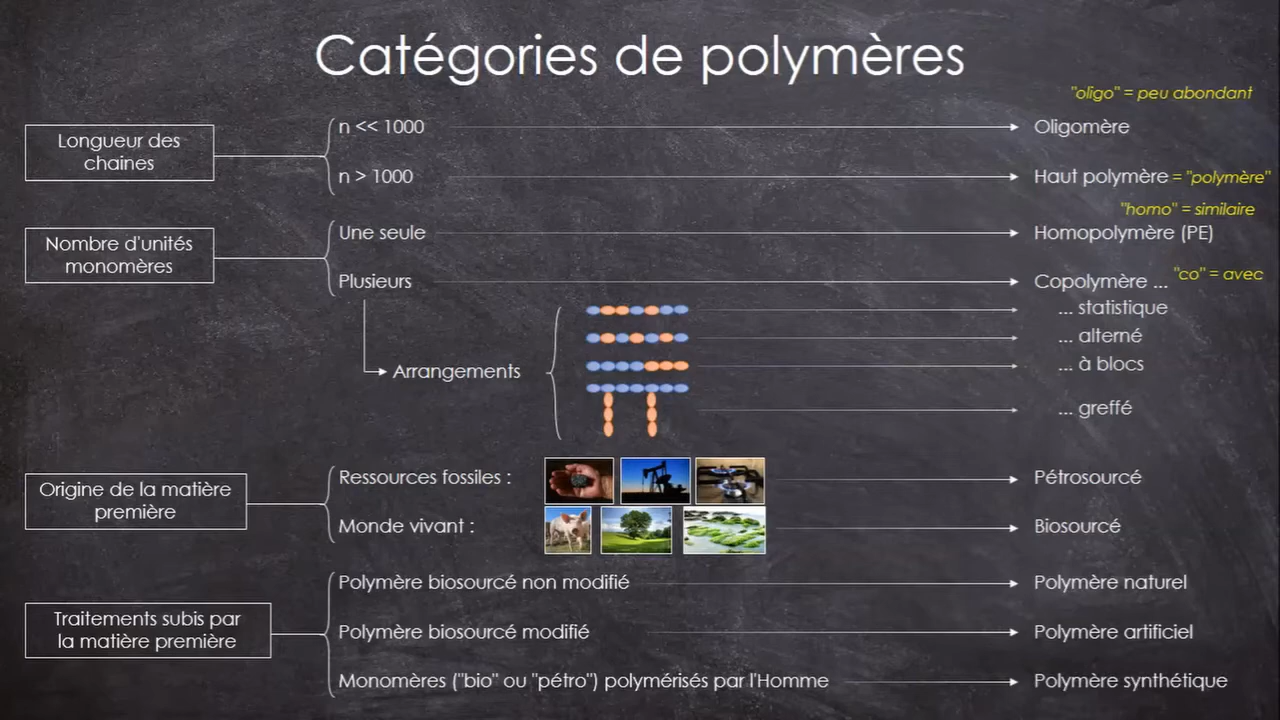 Catégories de polymères
"oligo" = peu abondant
Longueur des
chaines
n << 1000
Oligomère
n > 1000
Haut polymère = "polymère"
"homo" = similaire
Nombre d'unités
monomères
Une seule
Homopolymère (PE)
Plusieurs
Copolymère ... "co" = avec
... statistique
... alterné
Arrangements
... à blocs
... greffé
Origine de la matière
première
Ressources fossiles :
Pétrosourcé
Monde vivant :
Biosourcé
Traitements subis par
la matière première
Polymère biosourcé non modifié
Polymère naturel
Polymère biosourcé modifié
Polymère artificiel
Monomères ("bio" ou "pétro") polymérisés par l'Homme
Polymère synthétique